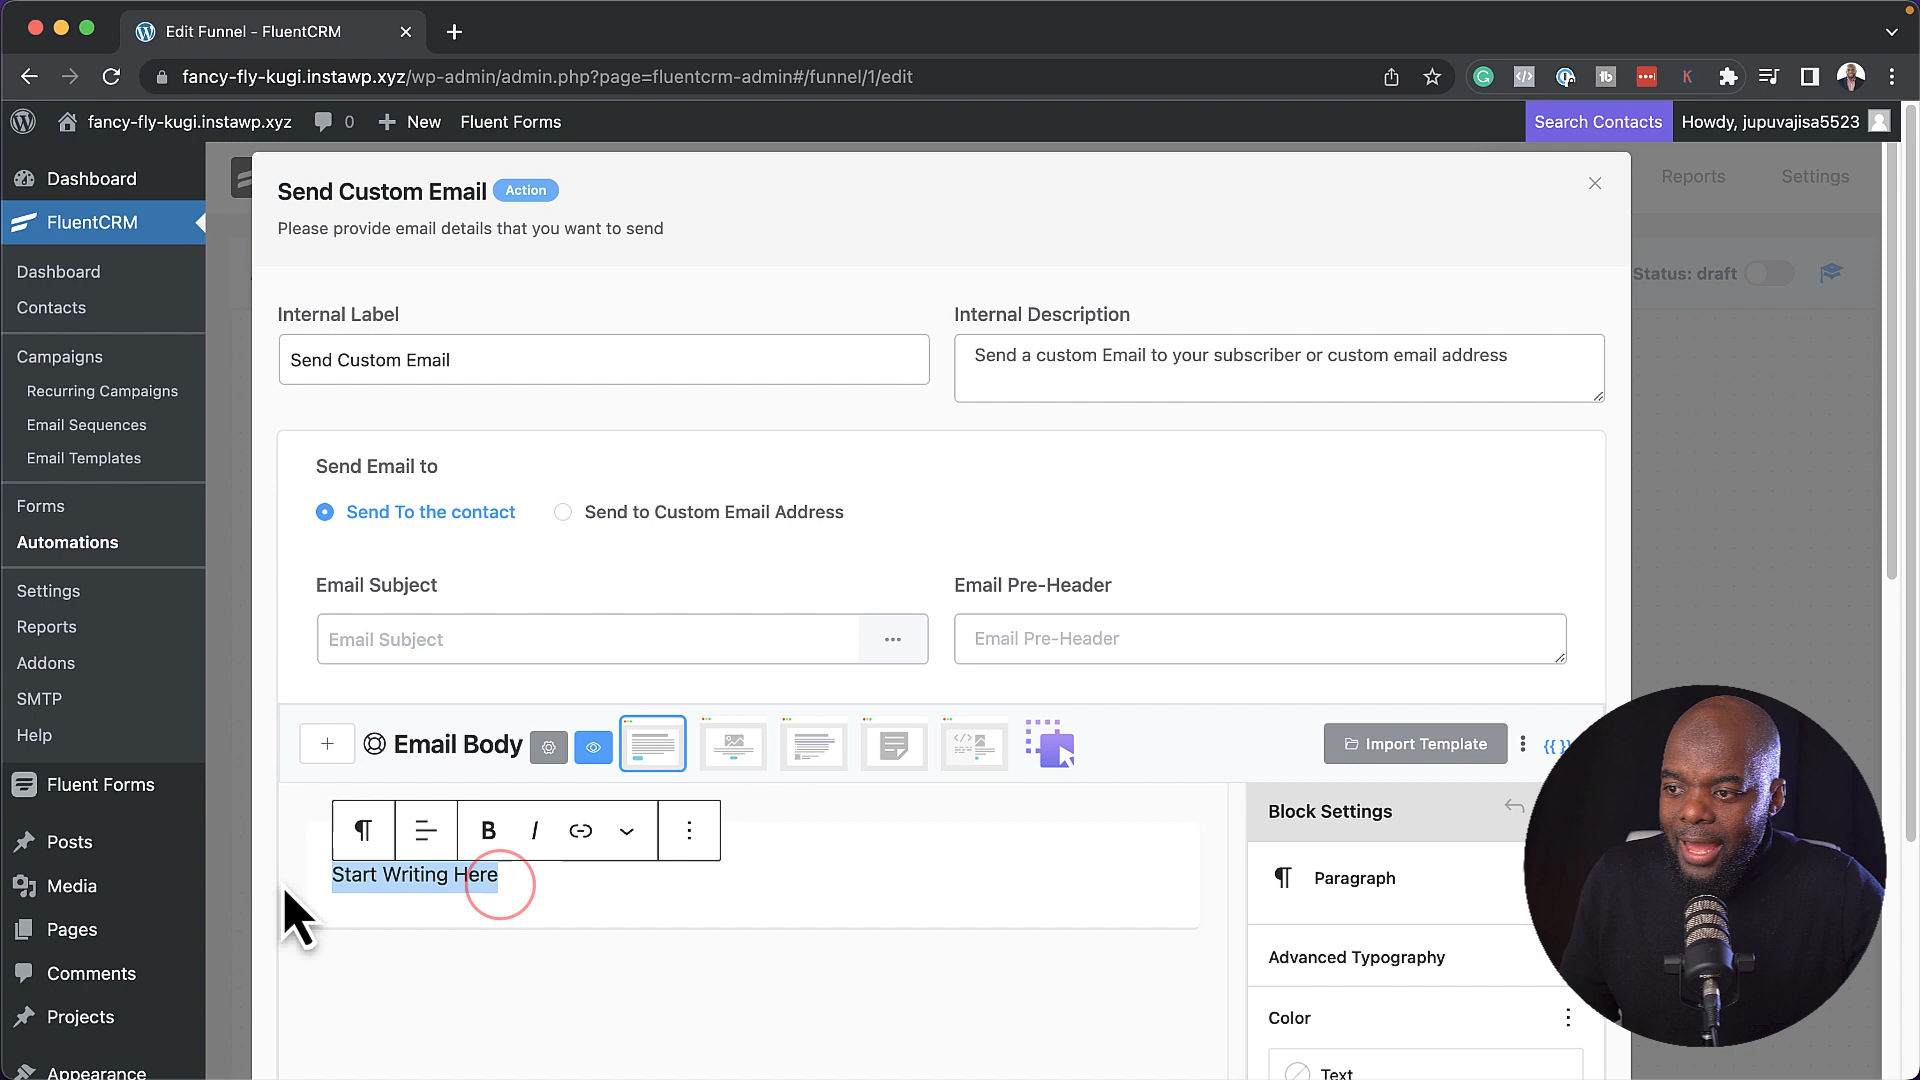 Edit Funnel - FluentCRM
fancy-fly-kugi.instawp.xyz/wp-admin/admin.php?page=fluentcrm-admin#/funnel/1/edit
fancy-fly-kugi.instawp.xyz
0
New
Fluent Forms
Search Contacts
Howdy, jupuvajisa5523
Dashboard
FluentCRM
Dashboard
Contacts
Campaigns
Recurring Campaigns
Email Sequences
Email Templates
Forms
Automations
Settings
Reports
Addons
SMTP
Help
Fluent Forms
Posts
Media
Pages
Comments
Projects
Appearance
Reports
Settings
Status: draft
Send Custom Email
Action
Please provide email details that you want to send
Internal Label
Send Custom Email
Internal Description
Send a custom Email to your subscriber or custom email address
Send Email to
Send To the contact
Send to Custom Email Address
Email Subject
Email Subject
Email Pre-Header
Email Pre-Header
Email Body
Import Template
{{ }}
B I
Start Writing Here
Block Settings
Paragraph
Advanced Typography
Color
Text